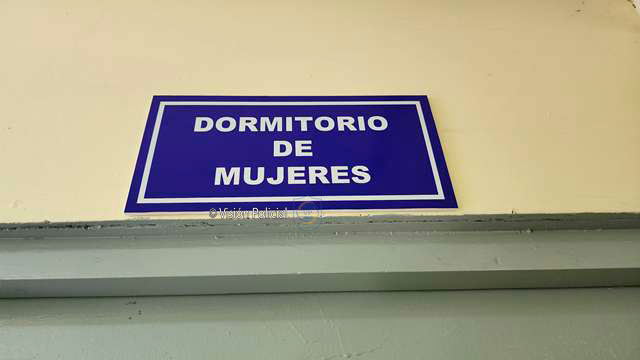 DORMITORIO
DE
MUJERES
© Visión Policial